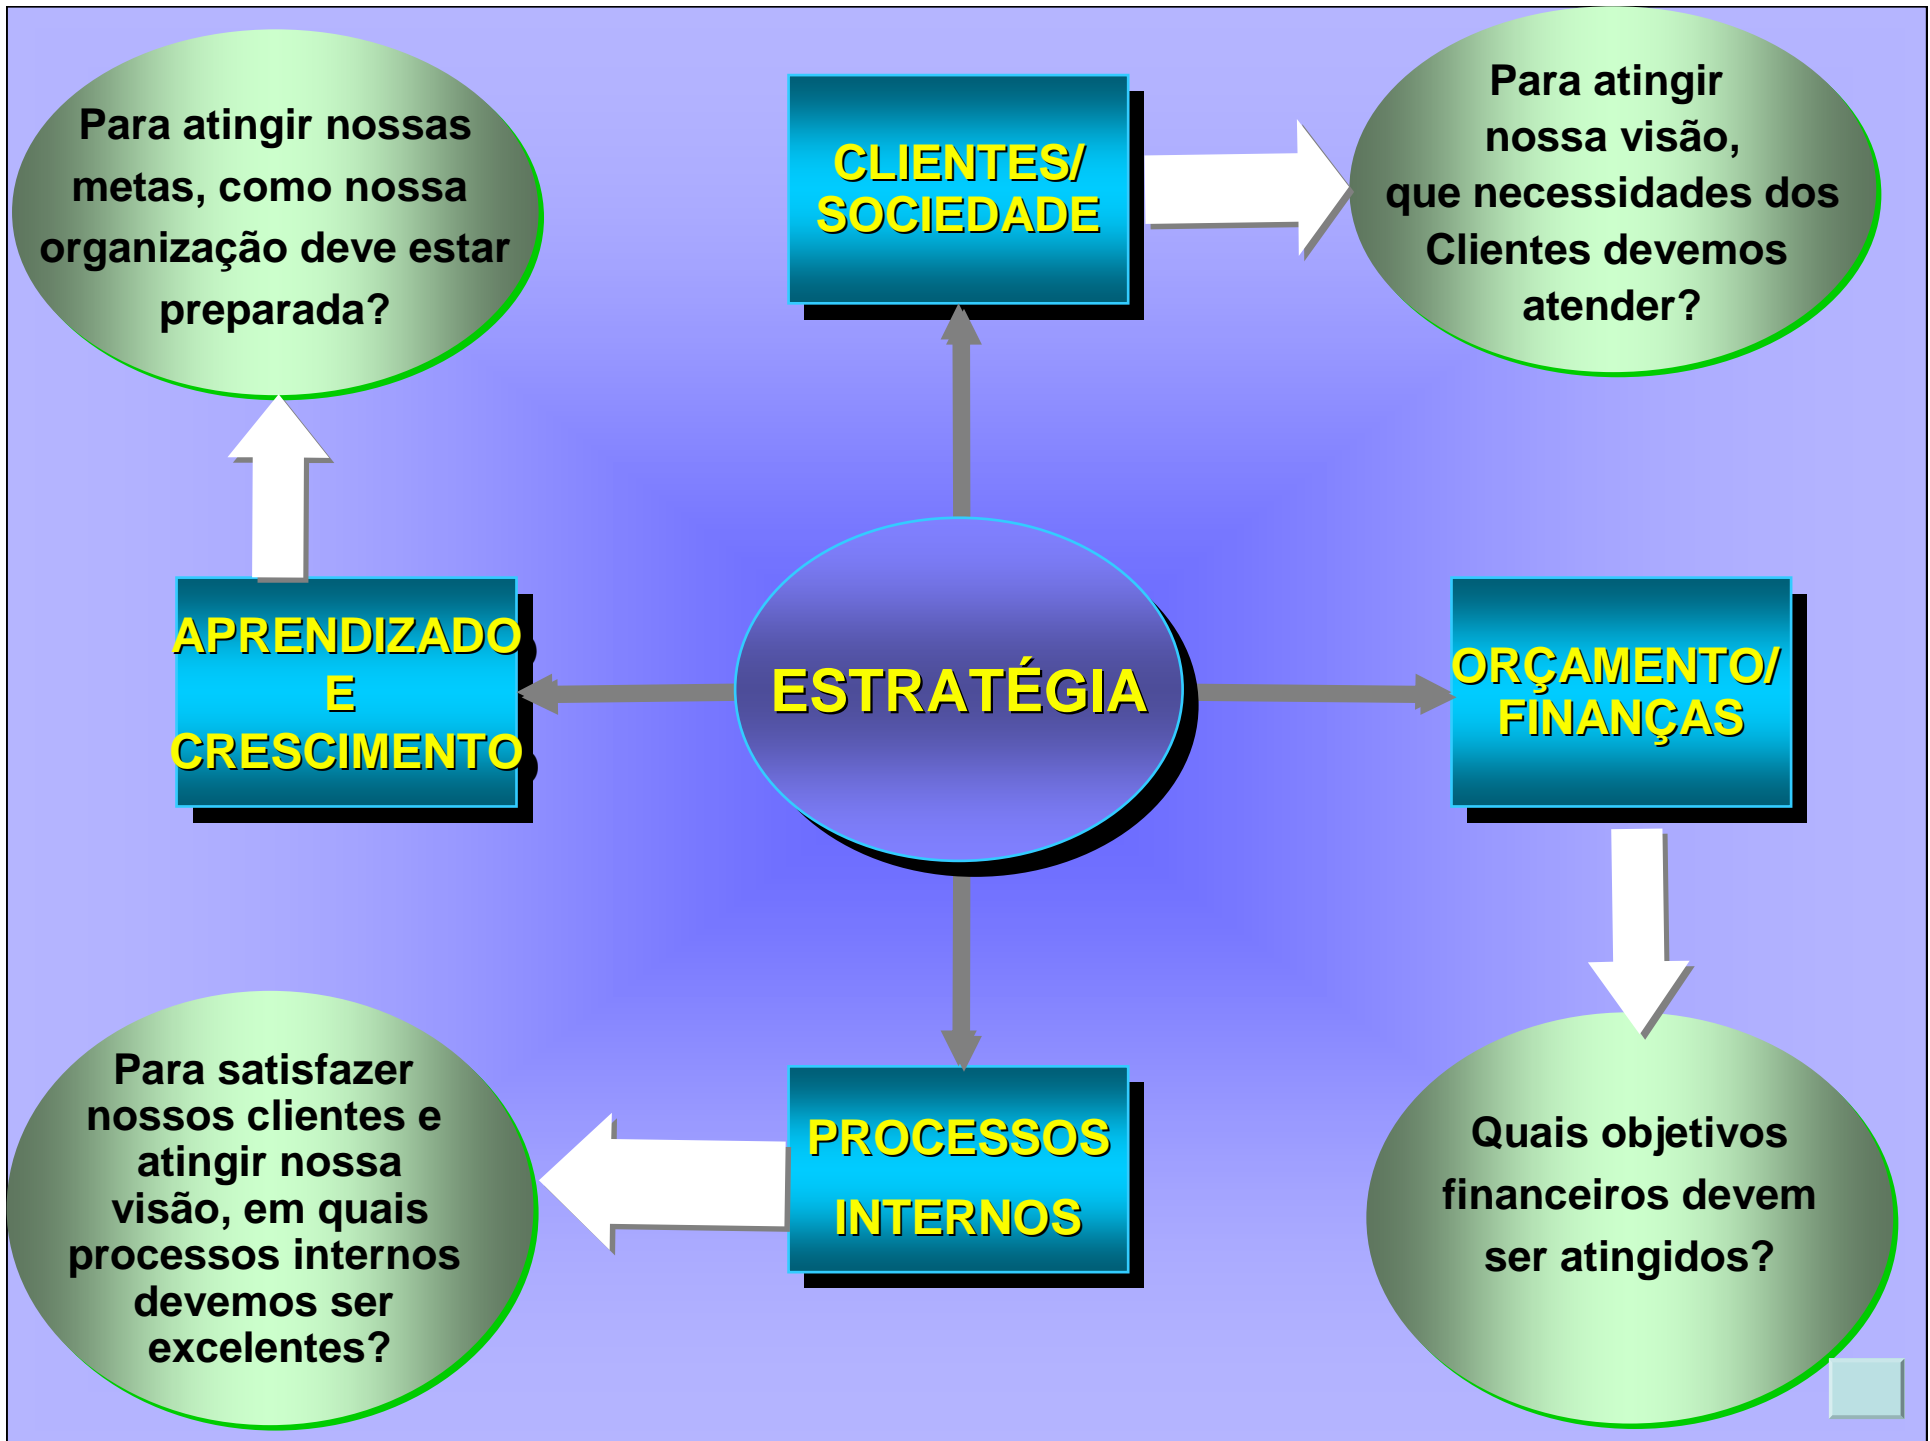 Para atingir nossas
metas, como nossa
organização deve estar
preparada?
CLIENTES/
SOCIEDADE
Para atingir
nossa visão,
que necessidades dos
Clientes devemos
atender?
APRENDIZADO
E
CRESCIMENTO
ESTRATÉGIA
ORÇAMENTO/
FINANÇAS
Para satisfazer
nossos clientes e
atingir nossa
visão, em quais
processos internos
devemos ser
excelentes?
PROCESSOS
INTERNOS
Quais objetivos
financeiros devem
ser atingidos?